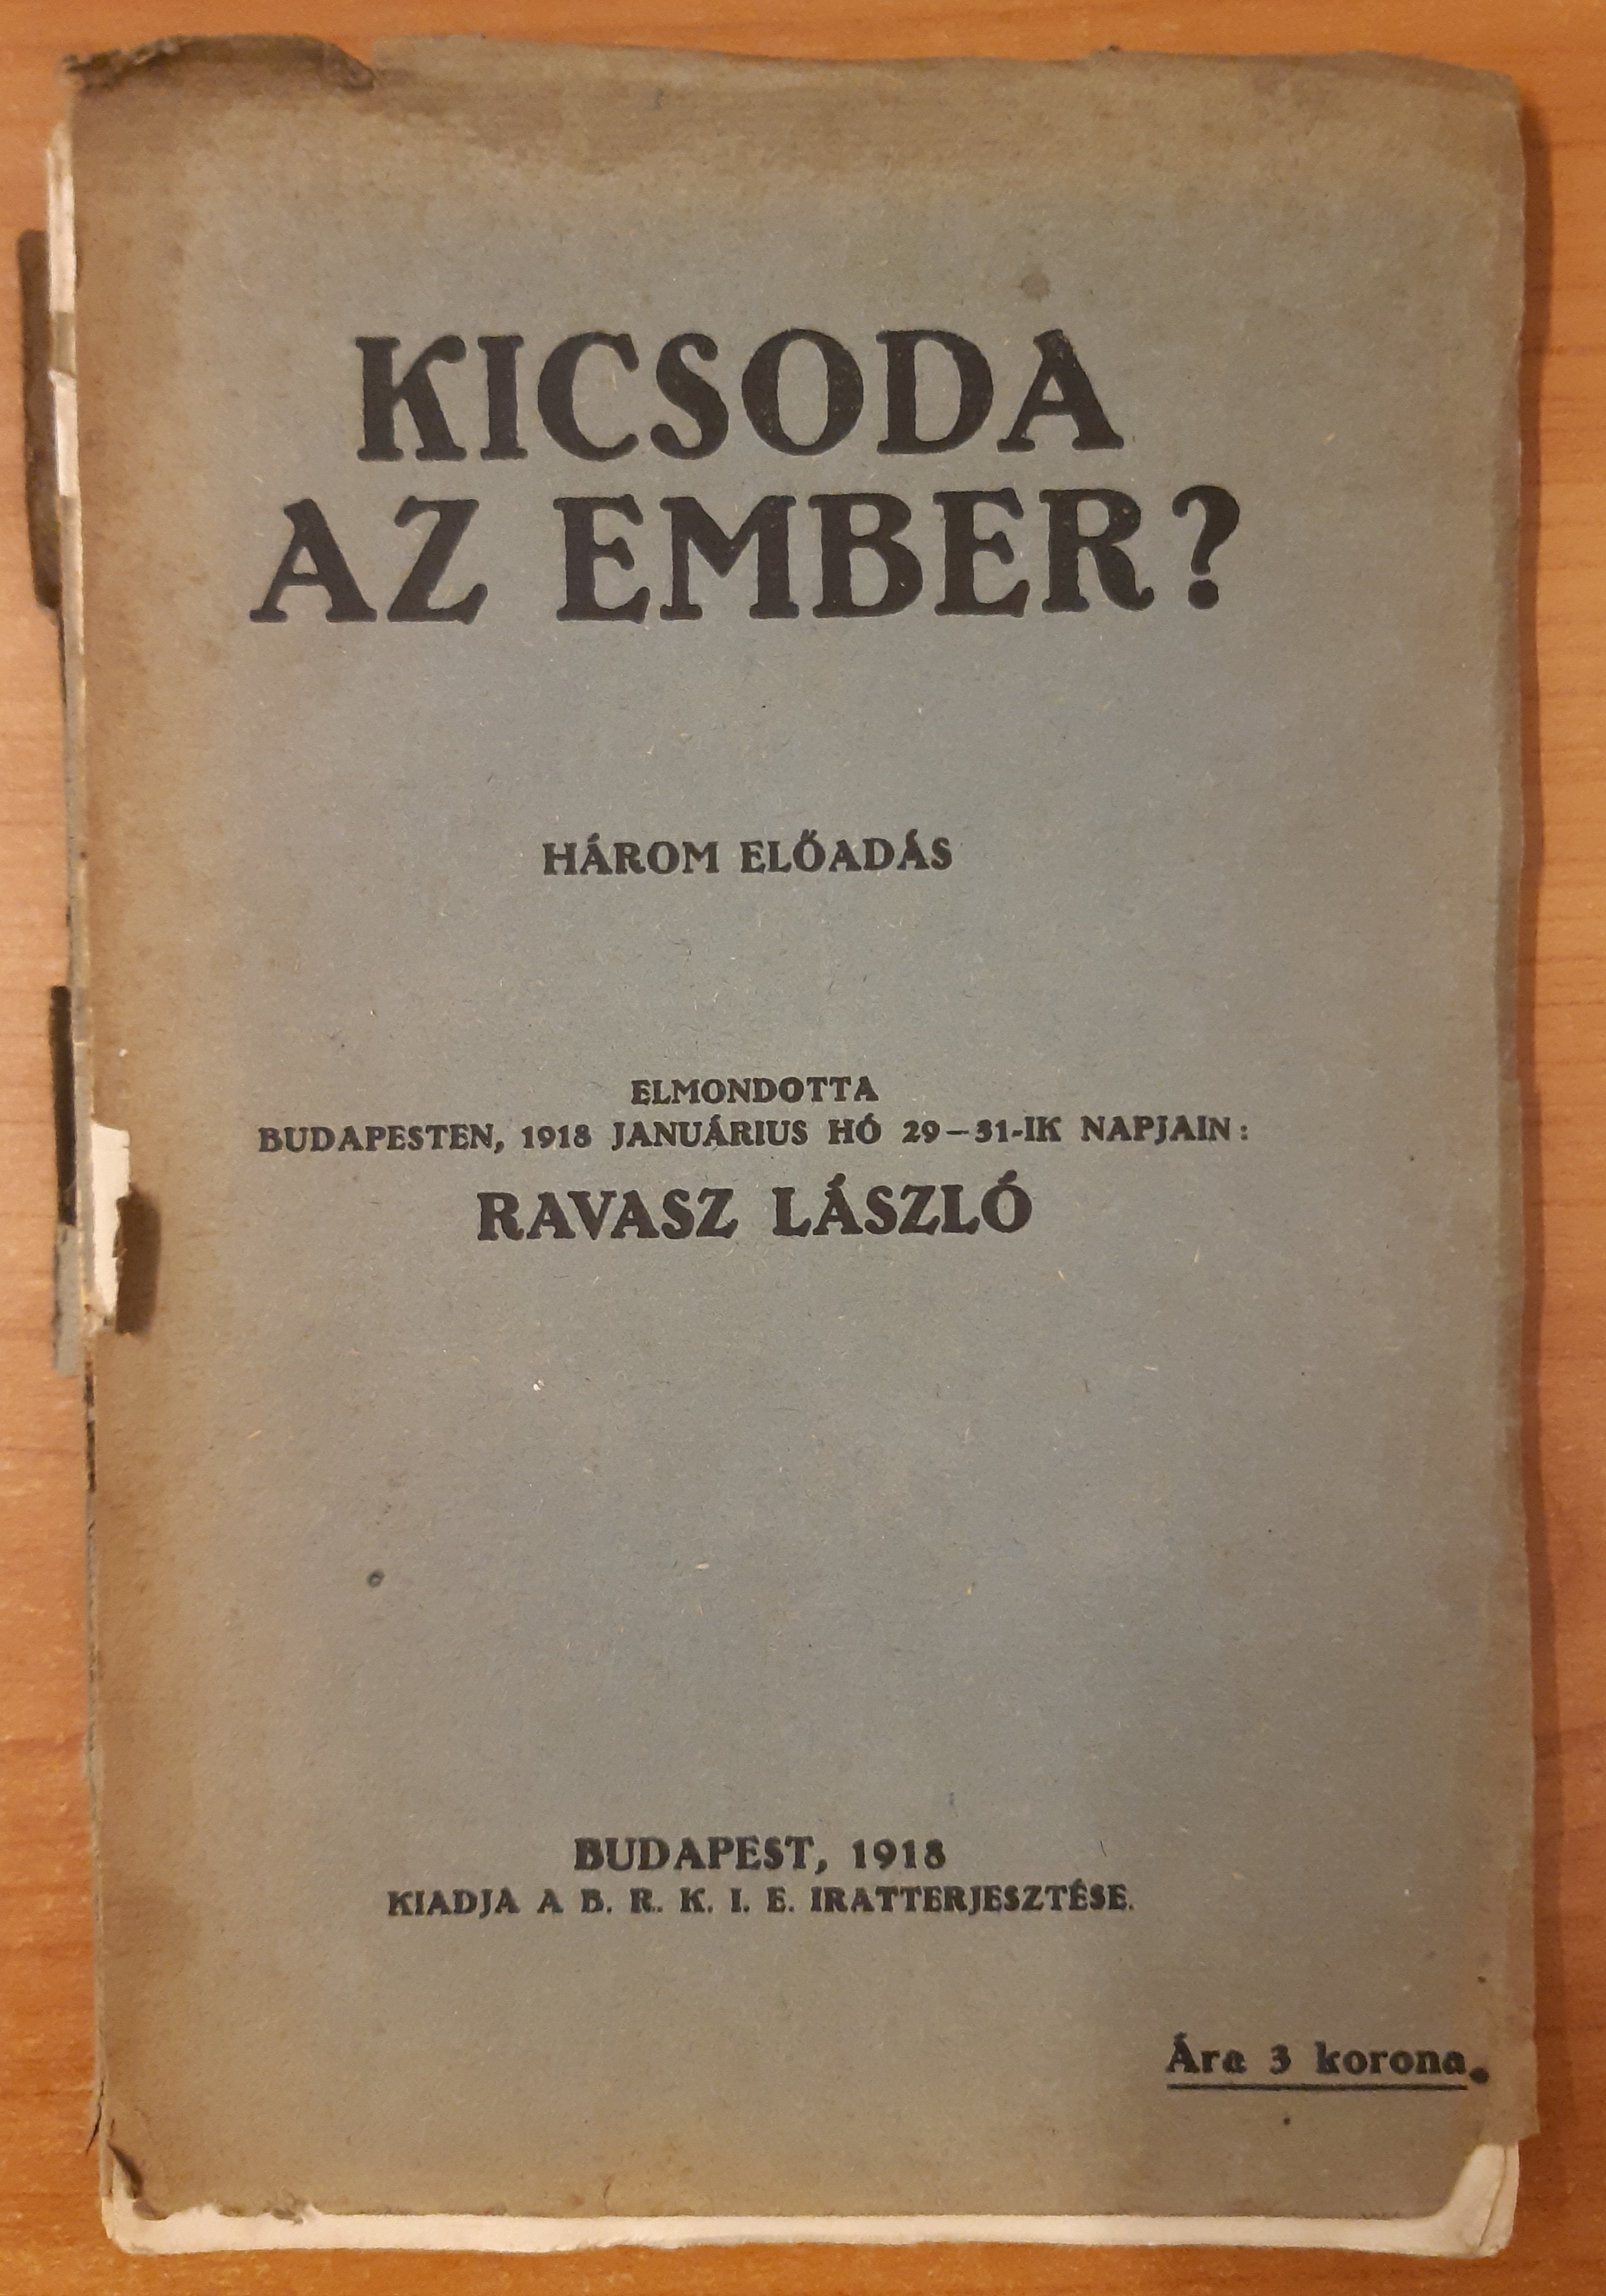 KICSODA
AZ EMBER?
HÁROM ELŐADÁS
ELMONDOTTA
BUDAPESTEN, 1918 JANUÁRIUS HÓ 29–31-IK NAPJAIN:
RAVASZ LÁSZLÓ
BUDAPEST, 1918
KIADJA A B. R. K. I. E. IRATTERJESZTÉSE.
Ára 3 korona.